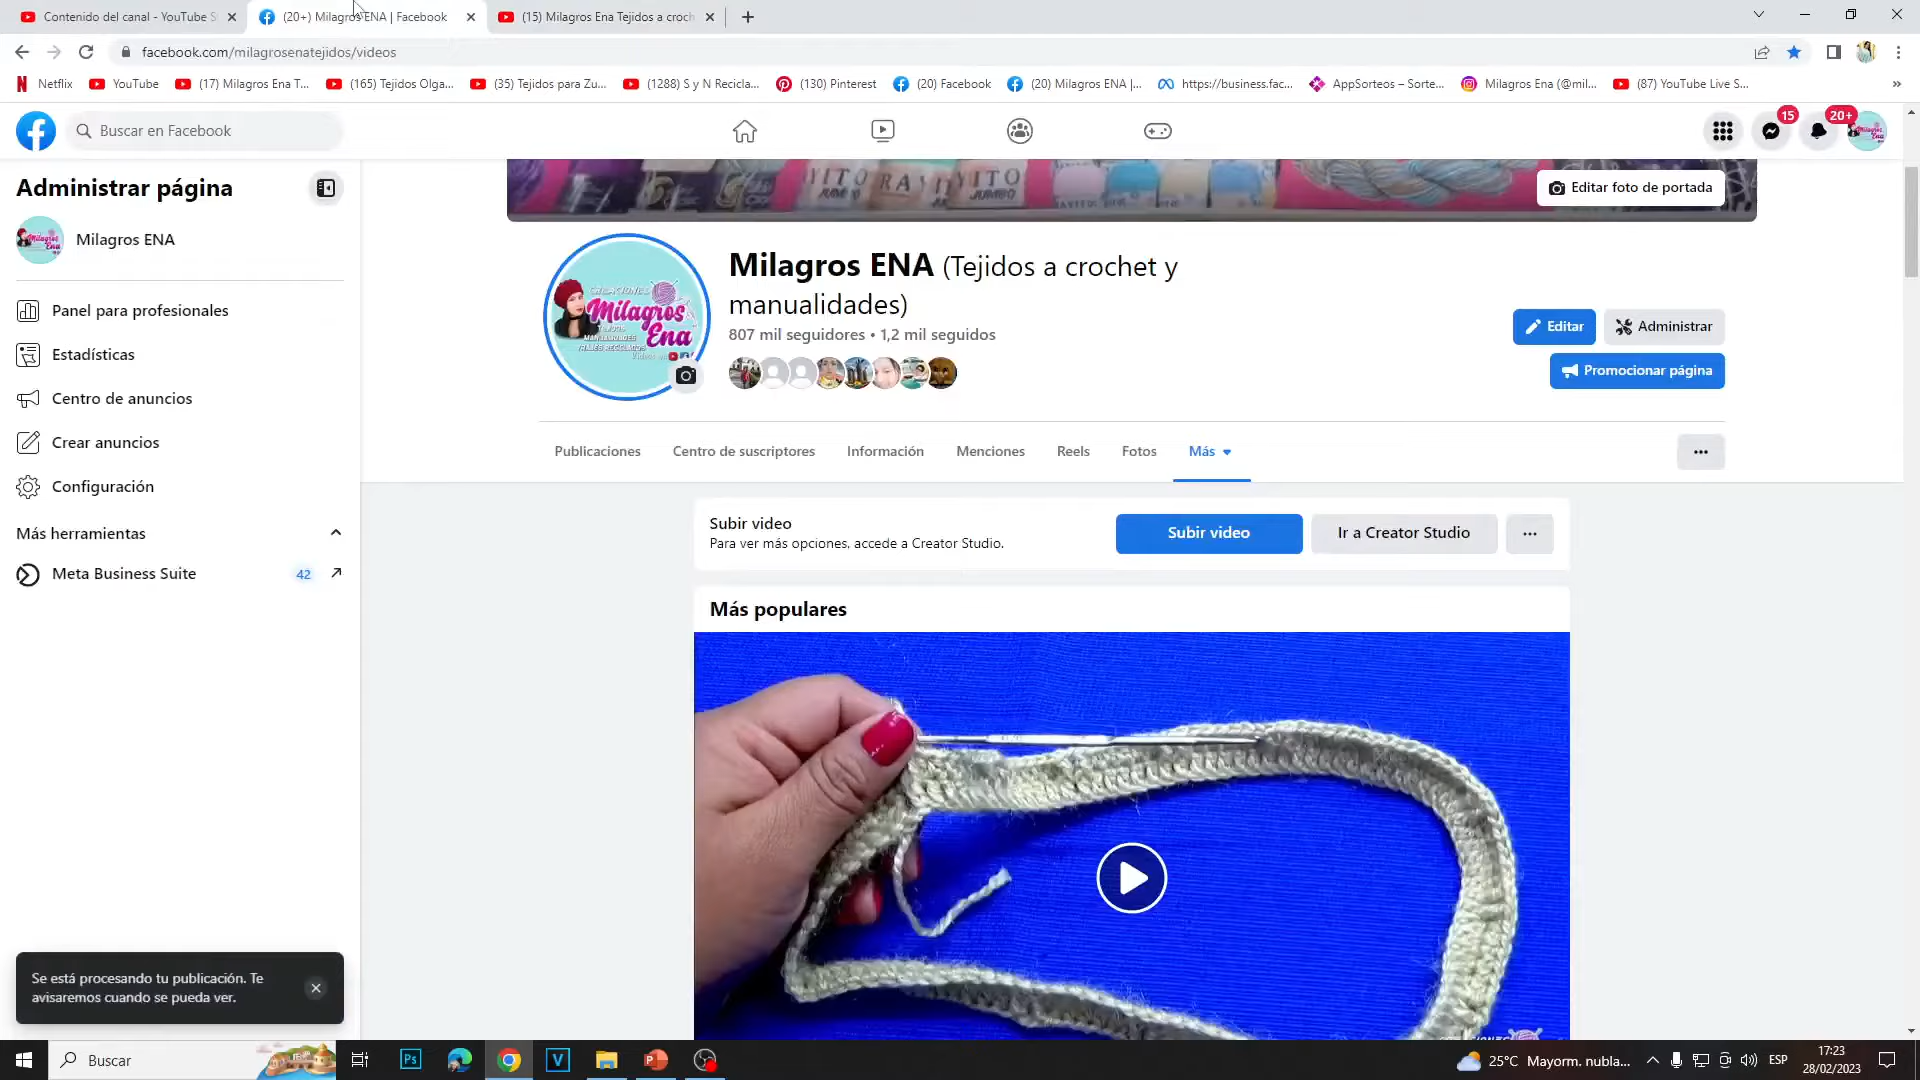 Contenido del canal - YouTube S
(20+) Milagros ENA | Facebook
(15) Milagros Ena Tejidos a croch
facebook.com/milagrosenatejidos/videos
Netflix
YouTube
(17) Milagros Ena T...
(165) Tejidos Olga...
(35) Tejidos para Zu...
(1288) S y N Recicla...
(130) Pinterest
(20) Facebook
(20) Milagros ENA |...
https://business.fac...
AppSorteos – Sorte...
Milagros Ena (@mil...
(87) YouTube Live S...
Buscar en Facebook
15
20+
Administrar página
Milagros ENA
Panel para profesionales
Estadísticas
Centro de anuncios
Crear anuncios
Configuración
Más herramientas
Meta Business Suite
42
Editar foto de portada
CREACIONES
Milagros
Ena
Milagros ENA (Tejidos a crochet y
manualidades)
807 mil seguidores • 1,2 mil seguidos
Editar
Administrar
Promocionar página
Publicaciones
Centro de suscriptores
Información
Menciones
Reels
Fotos
Más
Subir video
Para ver más opciones, accede a Creator Studio.
Subir video
Ir a Creator Studio
Más populares
Se está procesando tu publicación. Te
avisaremos cuando se pueda ver.
Buscar
Ps
V
25°C Mayorm. nubla...
ESP
17:23
28/02/2023